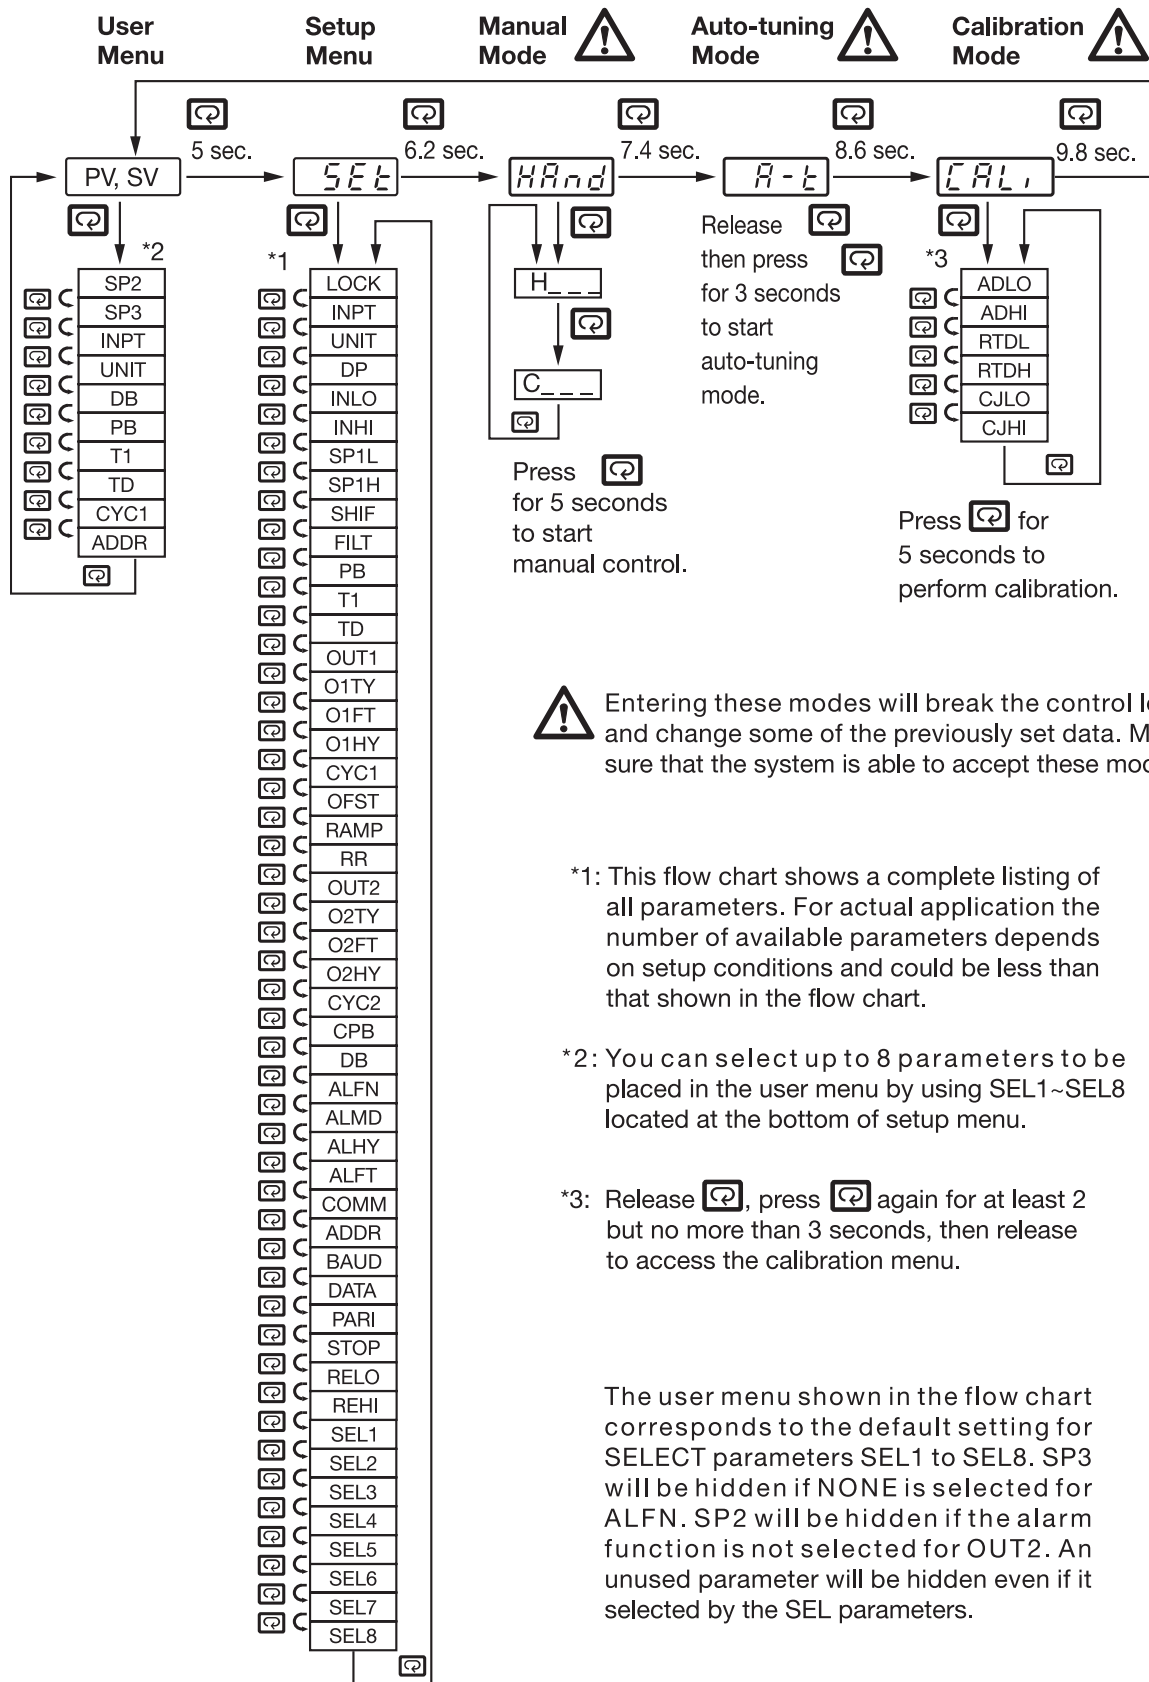 User Menu
Setup Menu
Manual Mode
Auto-tuning Mode
Calibration Mode
5 sec.
6.2 sec.
7.4 sec.
8.6 sec.
9.8 sec.
PV, SV
SEt
HAnd
A-t
CALi
*2
SP2
SP3
INPT
UNIT
DB
PB
T1
TD
CYC1
ADDR
*1
LOCK
INPT
UNIT
DP
INLO
INHI
SP1L
SP1H
SHIF
FILT
PB
T1
TD
OUT1
O1TY
O1FT
O1HY
CYC1
OFST
RAMP
RR
OUT2
O2TY
O2FT
O2HY
CYC2
CPB
DB
ALFN
ALMD
ALHY
ALFT
COMM
ADDR
BAUD
DATA
PARI
STOP
RELO
REHI
SEL1
SEL2
SEL3
SEL4
SEL5
SEL6
SEL7
SEL8
H_ _ _
C_ _ _
Press
for 5 seconds
to start
manual control.
Release
then press
for 3 seconds
to start
auto-tuning
mode.
*3
ADLO
ADHI
RTDL
RTDH
CJLO
CJHI
Press for
5 seconds to
perform calibration.
Entering these modes will break the control
and change some of the previously set data.
sure that the system is able to accept these
*1: This flow chart shows a complete listing of
all parameters. For actual application the
number of available parameters depends
on setup conditions and could be less than
that shown in the flow chart.
*2: You can select up to 8 parameters to be
placed in the user menu by using SEL1~SEL8
located at the bottom of setup menu.
*3: Release , press again for at least 2
but no more than 3 seconds, then release
to access the calibration menu.
The user menu shown in the flow chart
corresponds to the default setting for
SELECT parameters SEL1 to SEL8. SP3
will be hidden if NONE is selected for
ALFN. SP2 will be hidden if the alarm
function is not selected for OUT2. An
unused parameter will be hidden even if it
selected by the SEL parameters.